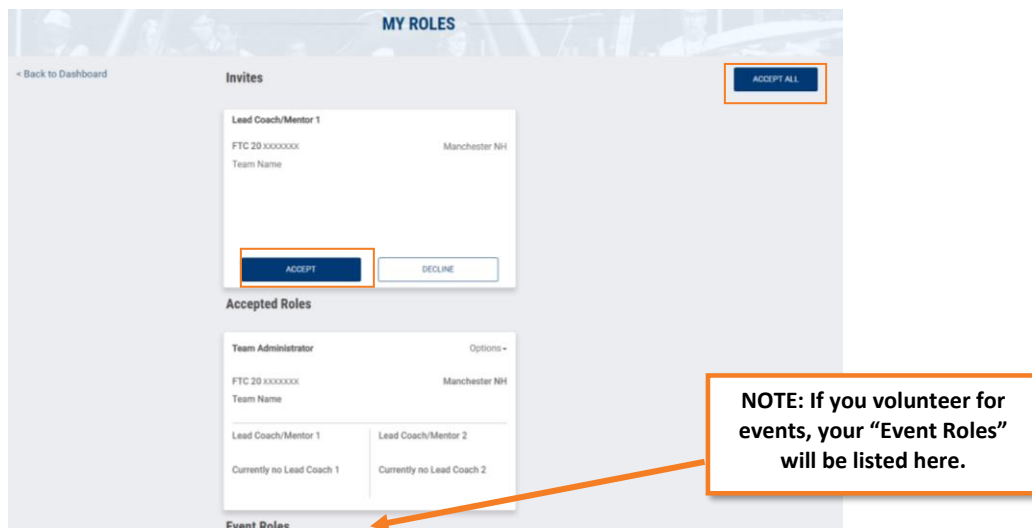 MY ROLES
< Back to Dashboard
Invites
ACCEPT ALL
Lead Coach/Mentor 1
FTC 20 xxxxxxx
Manchester NH
Team Name
ACCEPT
DECLINE
Accepted Roles
Team Administrator
Options
FTC 20 xxxxxxx
Manchester NH
Team Name
Lead Coach/Mentor 1
Lead Coach/Mentor 2
Currently no Lead Coach 1
Currently no Lead Coach 2
NOTE: If you volunteer for
events, your “Event Roles”
will be listed here.
Event Roles